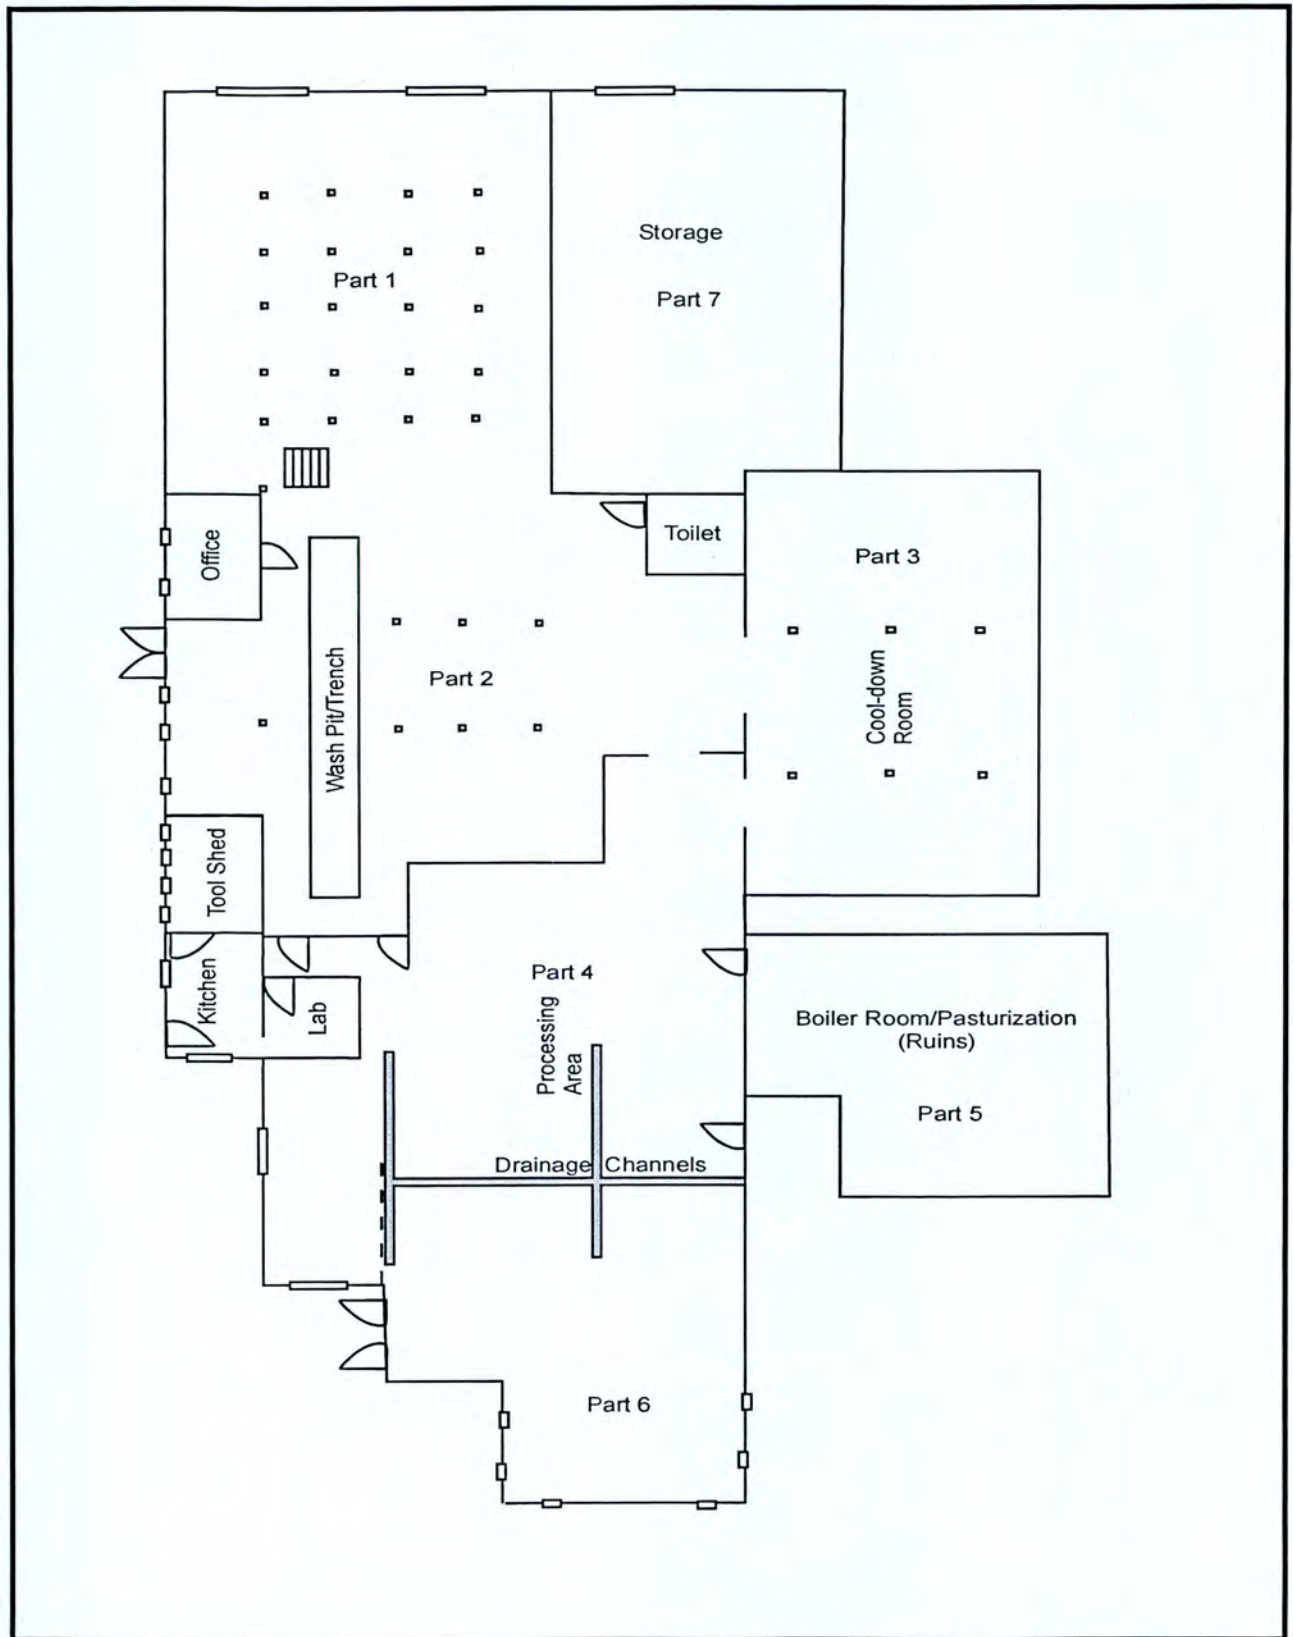 Storage
Part 1
Part 7
Office
Toilet
Part 3
Wash Pit/Trench
Part 2
Cool-down
Room
Tool Shed
Kitchen
Lab
Part 4
Processing
Area
Boiler Room/Pasturization
(Ruins)
Part 5
Drainage Channels
Part 6